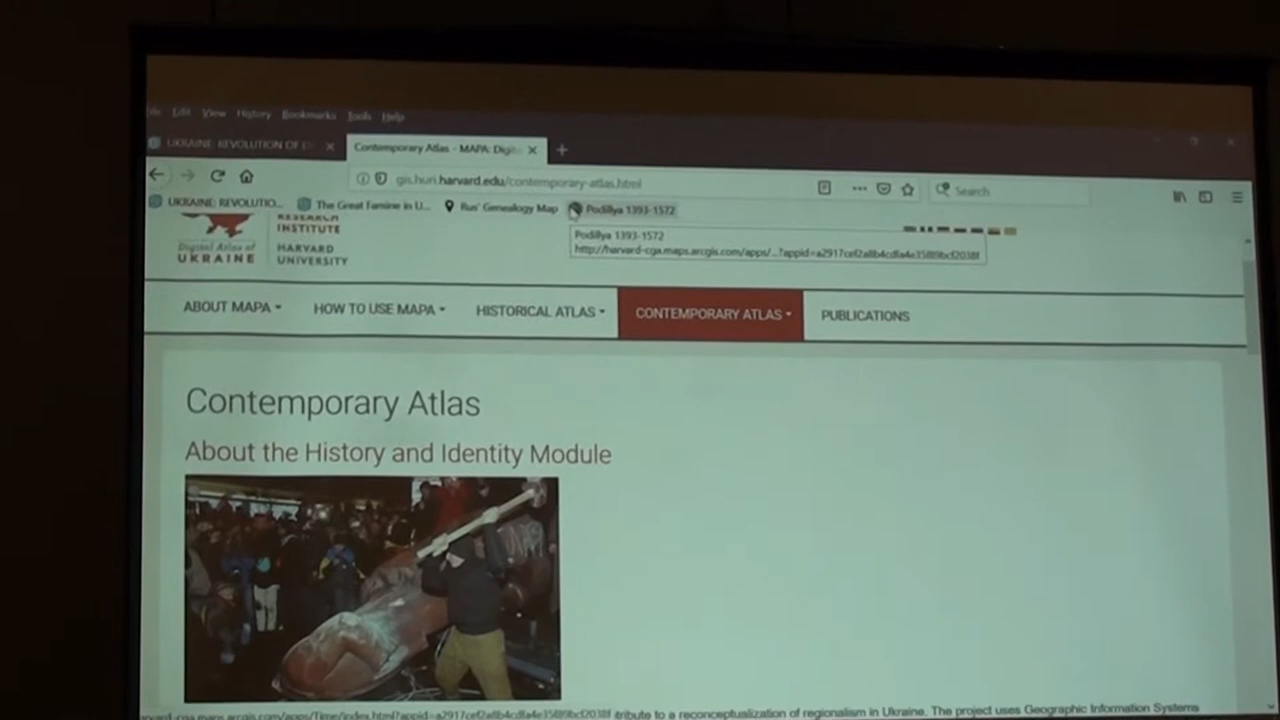 Edit View History Bookmarks Tools Help
UKRAINE: REVOLUTION OF
Contemporary Atlas - MAPA: Digit
gis.huri.harvard.edu/contemporary-atlas.html
Search
UKRAINE: REVOLUTIO... The Great Famine in U... Rus' Genealogy Map Podillya 1393-1572
Podillya 1393-1572
RESEARCH
INSTITUTE
HARVARD
UNIVERSITY
Digital Atlas of
UKRAINE
ABOUT MAPA HOW TO USE MAPA HISTORICAL ATLAS CONTEMPORARY ATLAS PUBLICATIONS
Contemporary Atlas
About the History and Identity Module
tribute to a reconceptualization of regionalism in Ukraine. The project uses Geographic Information Systems